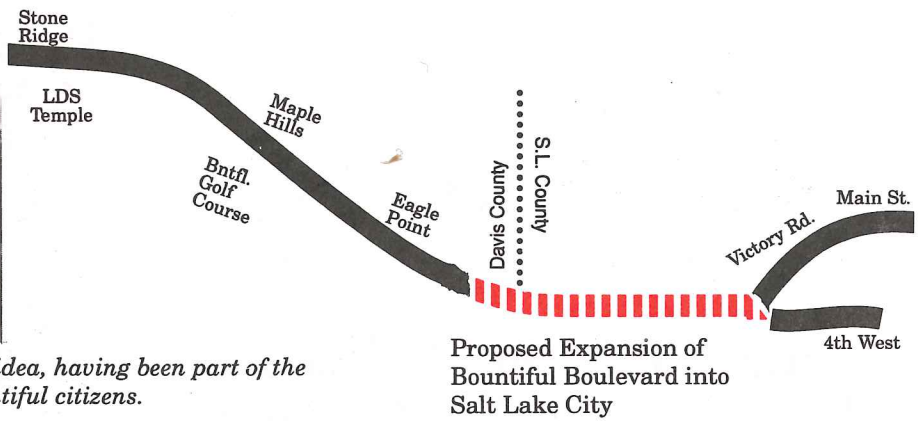 Stone
Ridge
LDS
Temple
Maple
Hills
Bntfl.
Golf
Course
Eagle
Point
Davis County
S.L. County
Victory Rd.
Main St.
4th West
Proposed Expansion of
Bountiful Boulevard into
Salt Lake City
idea, having been part of the
tiful citizens.